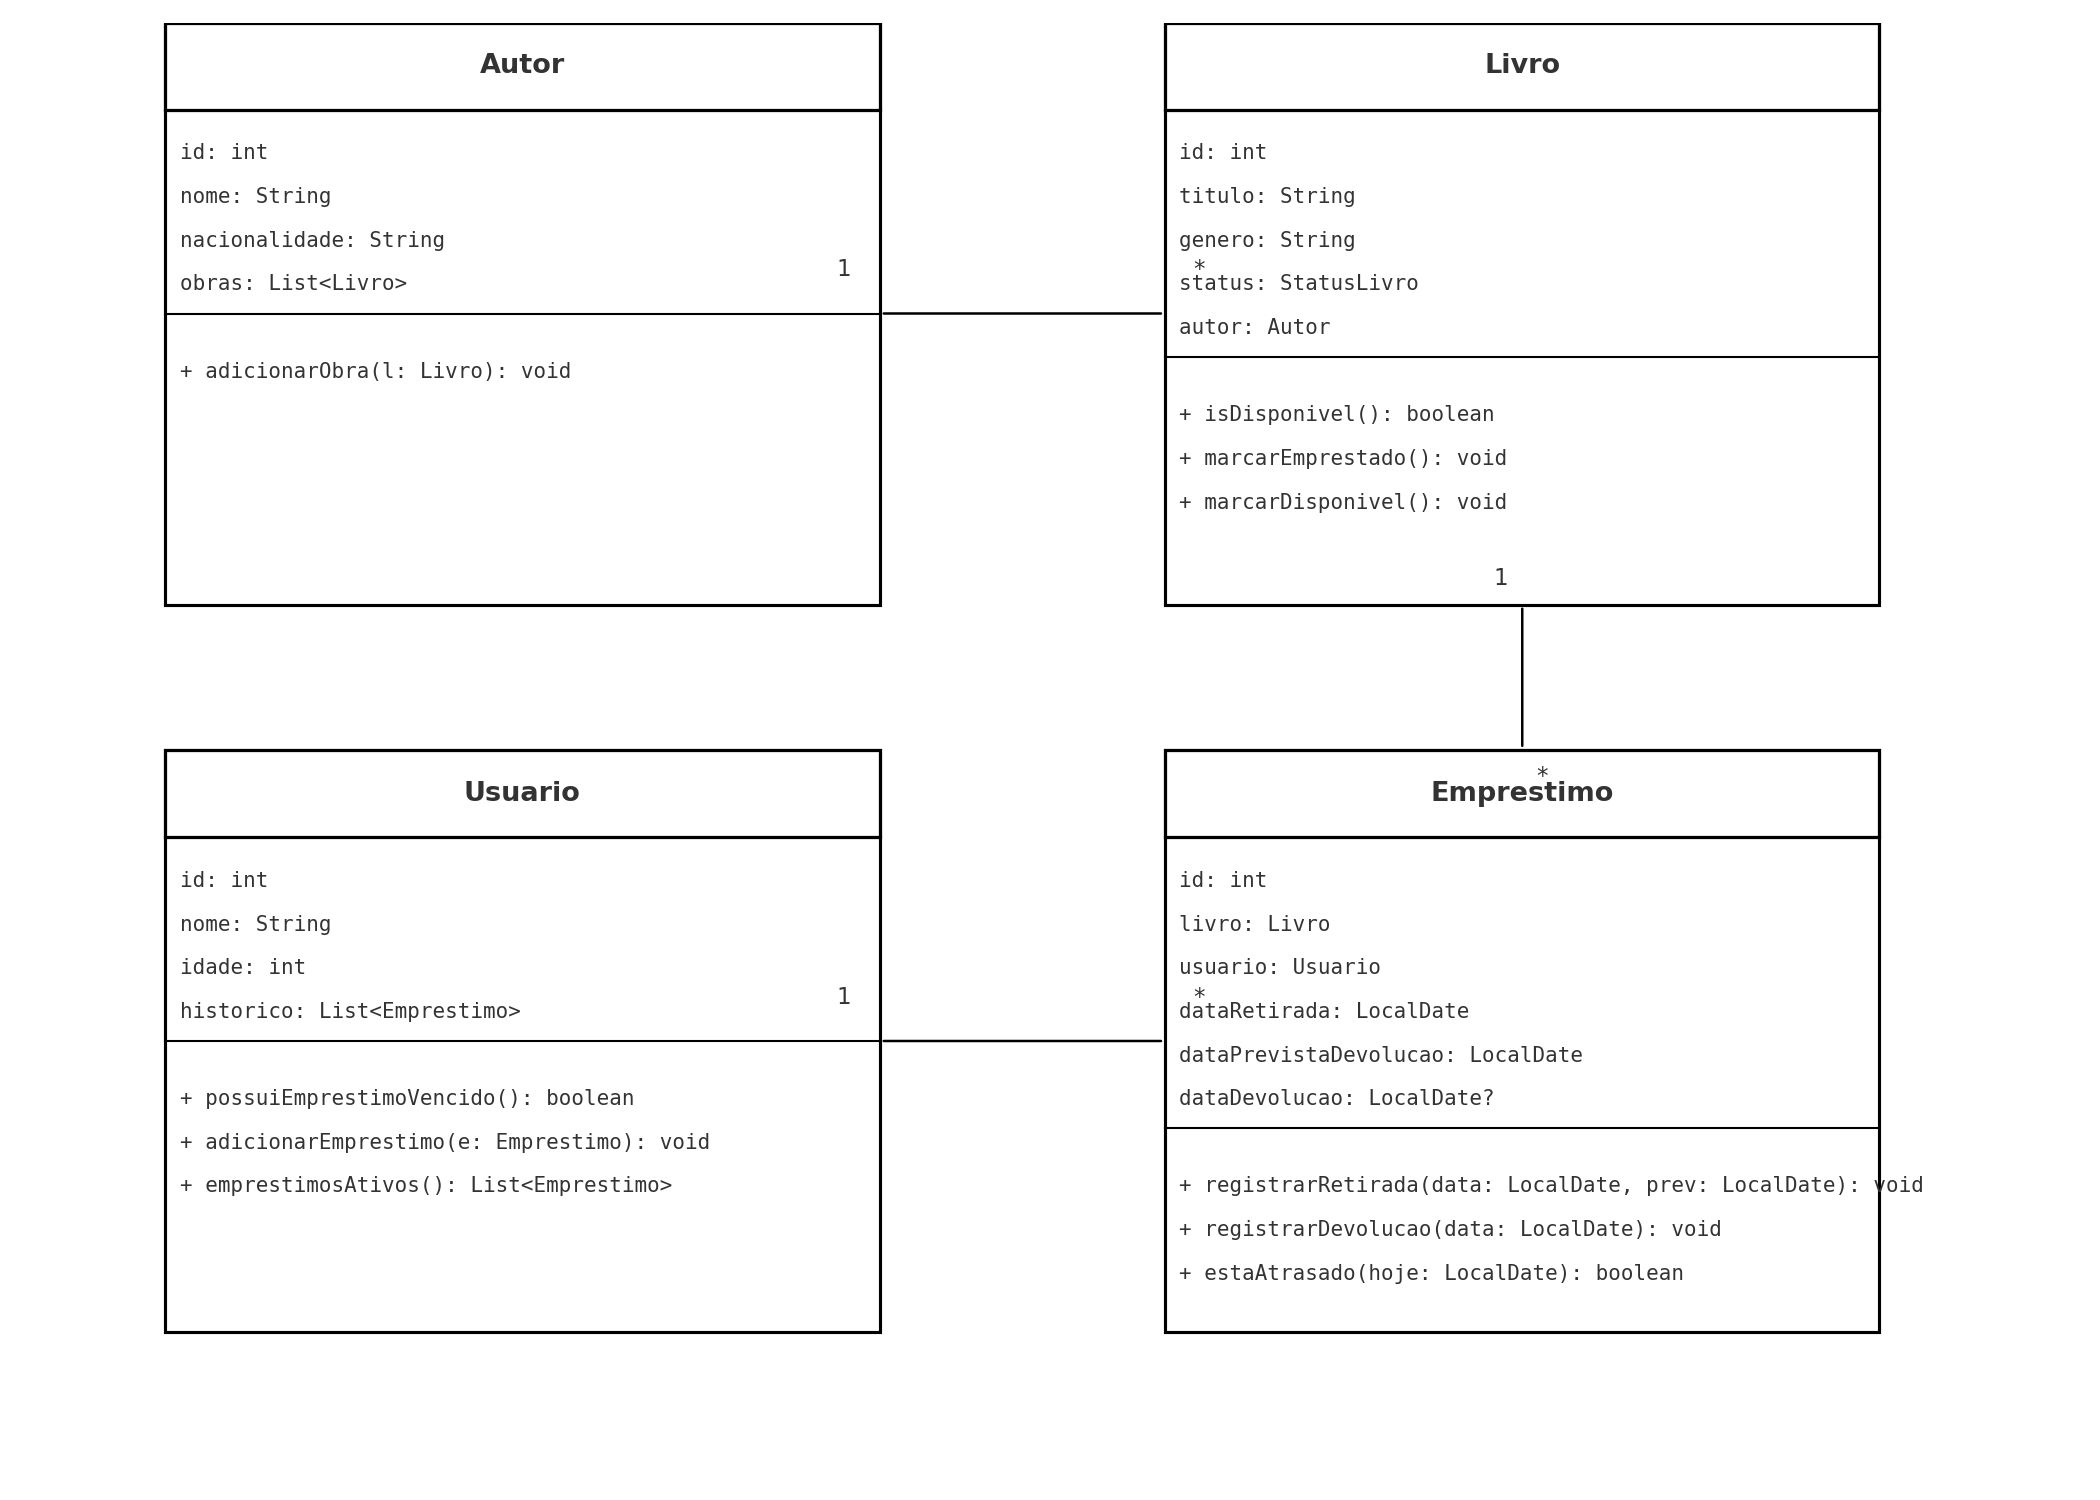 Autor
id: int
nome: String
nacionalidade: String
obras: List<Livro>
1
+ adicionarObra(l: Livro): void
Livro
id: int
titulo: String
genero: String
*
status: StatusLivro
autor: Autor
+ isDisponivel(): boolean
+ marcarEmprestado(): void
+ marcarDisponivel(): void
1
Usuario
id: int
nome: String
idade: int
1
historico: List<Emprestimo>
+ possuiEmprestimoVencido(): boolean
+ adicionarEmprestimo(e: Emprestimo): void
+ emprestimosAtivos(): List<Emprestimo>
*
Emprestimo
id: int
livro: Livro
usuario: Usuario
*
dataRetirada: LocalDate
dataPrevistaDevolucao: LocalDate
dataDevolucao: LocalDate?
+ registrarRetirada(data: LocalDate, prev: LocalDate): void
+ registrarDevolucao(data: LocalDate): void
+ estaAtrasado(hoje: LocalDate): boolean